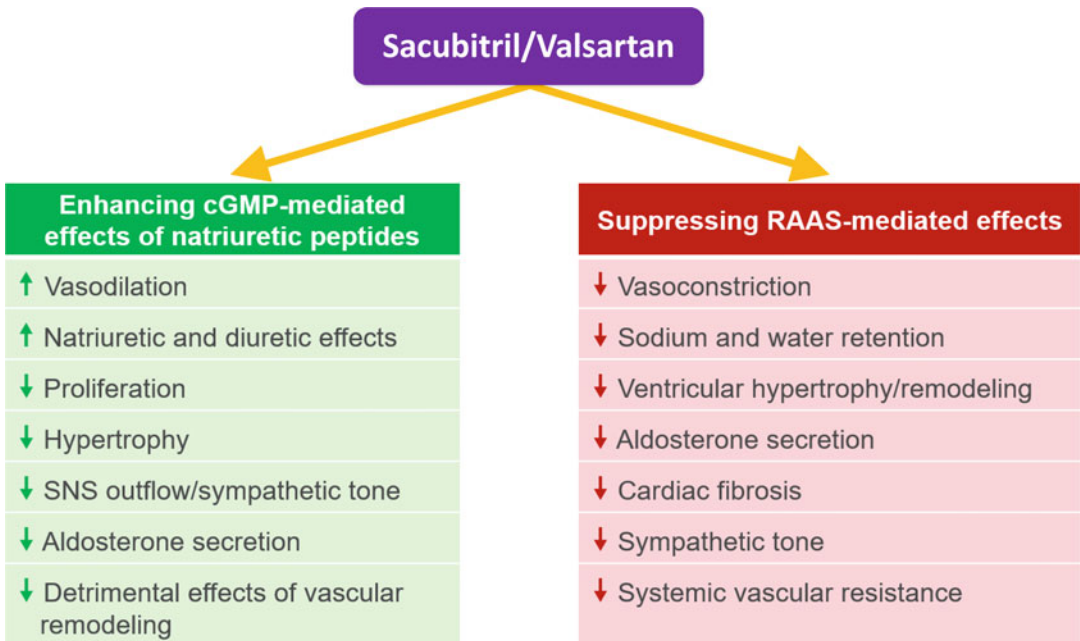 Sacubitril/Valsartan
Enhancing cGMP-mediated
effects of natriuretic peptides
↑ Vasodilation
↑ Natriuretic and diuretic effects
↓ Proliferation
↓ Hypertrophy
↓ SNS outflow/sympathetic tone
↓ Aldosterone secretion
↓ Detrimental effects of vascular
remodeling
Suppressing RAAS-mediated effects
↓ Vasoconstriction
↓ Sodium and water retention
↓ Ventricular hypertrophy/remodeling
↓ Aldosterone secretion
↓ Cardiac fibrosis
↓ Sympathetic tone
↓ Systemic vascular resistance